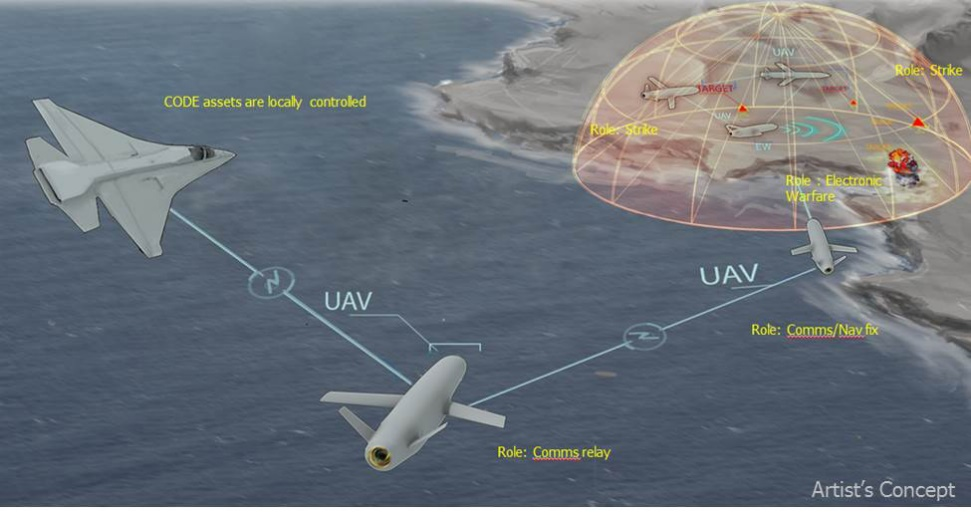 UAV
Role: Strike
CODE assets are locally controlled
TARGET
TARGET
UAV
Role: Strike
EW
Role : Electronic
Warfare
UAV
UAV
Role: Comms/Nav fix
Role: Comms relay
Artist's Concept